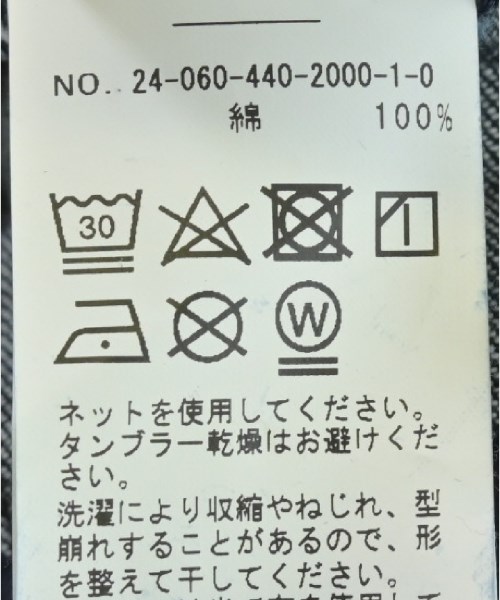 NO.. 24-060-440-2000-1-0
綿 100%
30
W
ネットを使用してください。
タンブラー乾燥はお避けくだ
さい。
洗濯により収縮やねじれ、型
崩れすることがあるので、形
を整えて干してください。